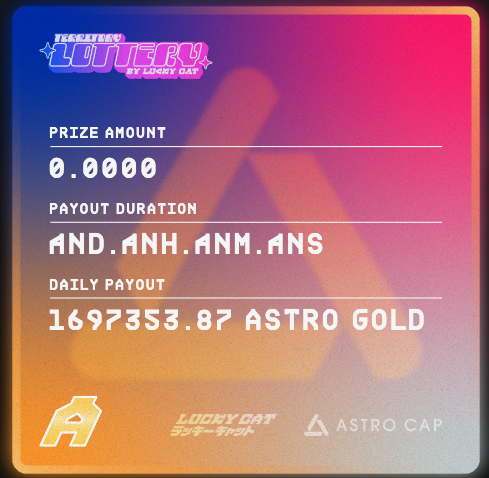 TERRITORY
LOTTERY
BY LUCKY CAT
PRIZE AMOUNT
0.0000
PAYOUT DURATION
AND.ANH.ANM.ANS
DAILY PAYOUT
1697353.87 ASTRO GOLD
A
LUCKY CAT
ラッキーキャット
ASTRO CAP